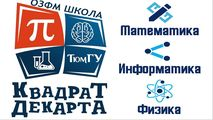 ОЗФМ ШКОЛА
π
ТюмГУ
КВАДРАТ
ДЕКАРТА
Математика
Информатика
Физика